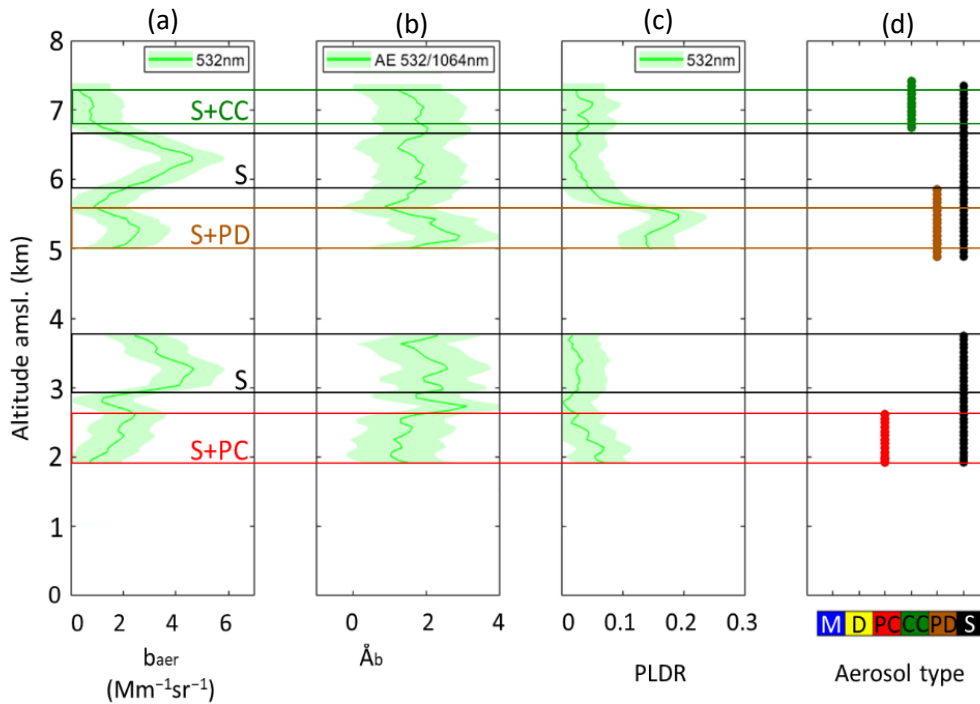 (a)
(b)
(c)
(d)
8
7
6
5
4
3
2
1
0
Altitude amsl. (km)
532nm
AE 532/1064nm
532nm
S+CC
S
S+PD
S
S+PC
0 2 4 6
0 2 4
0 0.1 0.2 0.3
M D PC CC PD S
baer
(Mm⁻¹sr⁻¹)
Åb
PLDR
Aerosol type